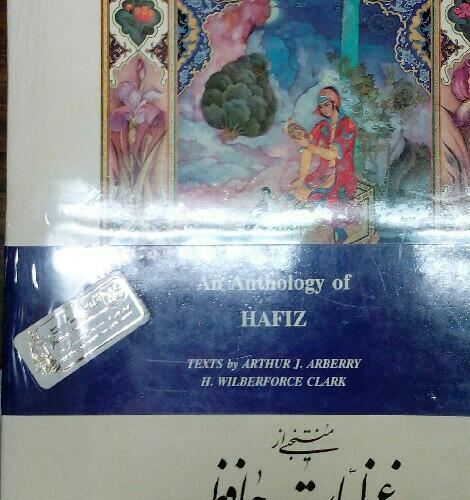 An Anthology of
HAFIZ
TEXTS by ARTHUR J. ARBERRY
H. WILBERFORCE CLARK
منتخبی از
غزلیات حافظ